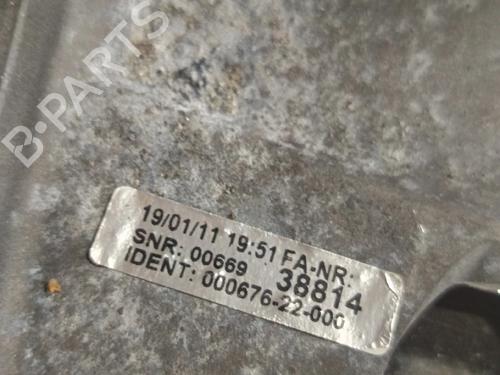 B-PARTS
19/01/11 19:51 FA-NR:
SNR: 00669 38814
IDENT: 000676-22-000